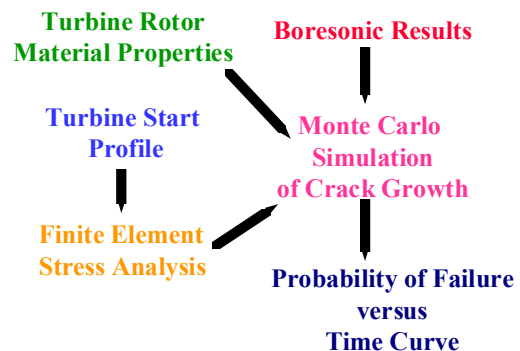 Turbine Rotor
Material Properties
Boresonic Results
Turbine Start
Profile
Monte Carlo
Simulation
of Crack Growth
Finite Element
Stress Analysis
Probability of Failure
versus
Time Curve